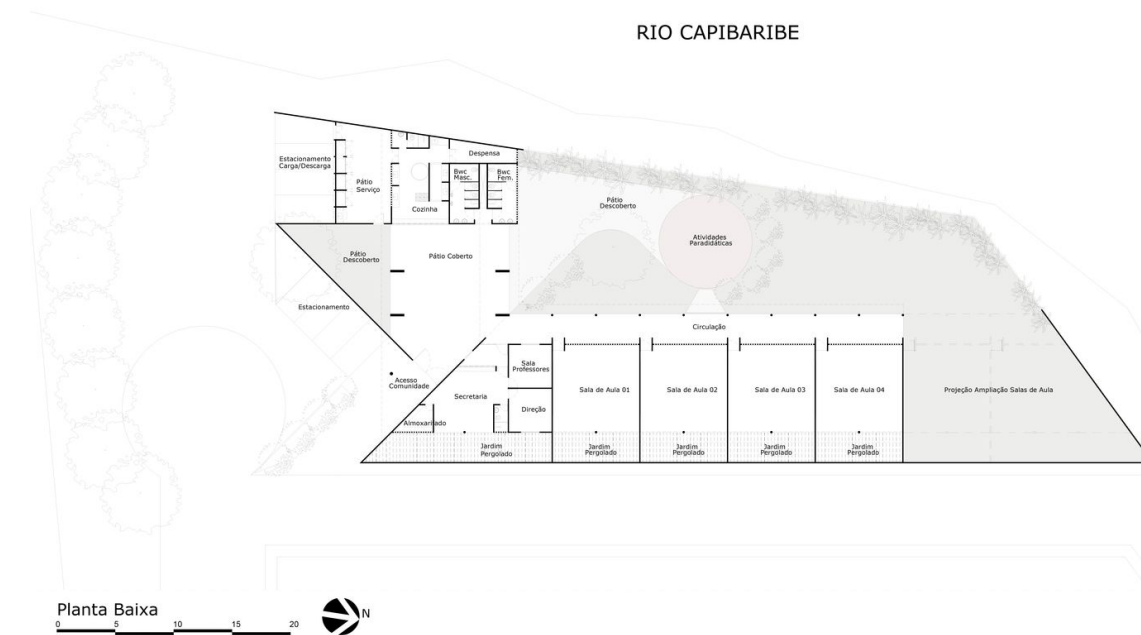 RIO CAPIBARIBE
Despensa
Estacionamento
Carga/Descarga
Bwc
Masc.
Bwc
Fem.
Pátio
Serviço
Cozinha
Pátio
Descoberto
Atividades
Paradidáticas
Pátio
Descoberto
Pátio Coberto
Estacionamento
Circulação
Sala
Professores
Acesso
Comunidade
Secretaria
Sala de Aula 01
Sala de Aula 02
Sala de Aula 03
Sala de Aula 04
Projeção Ampliação Salas de Aula
Direção
Almoxarifado
Jardim
Pergolado
Jardim
Pergolado
Jardim
Pergolado
Jardim
Pergolado
Jardim
Pergolado
Planta Baixa
0 5 10 15 20
N